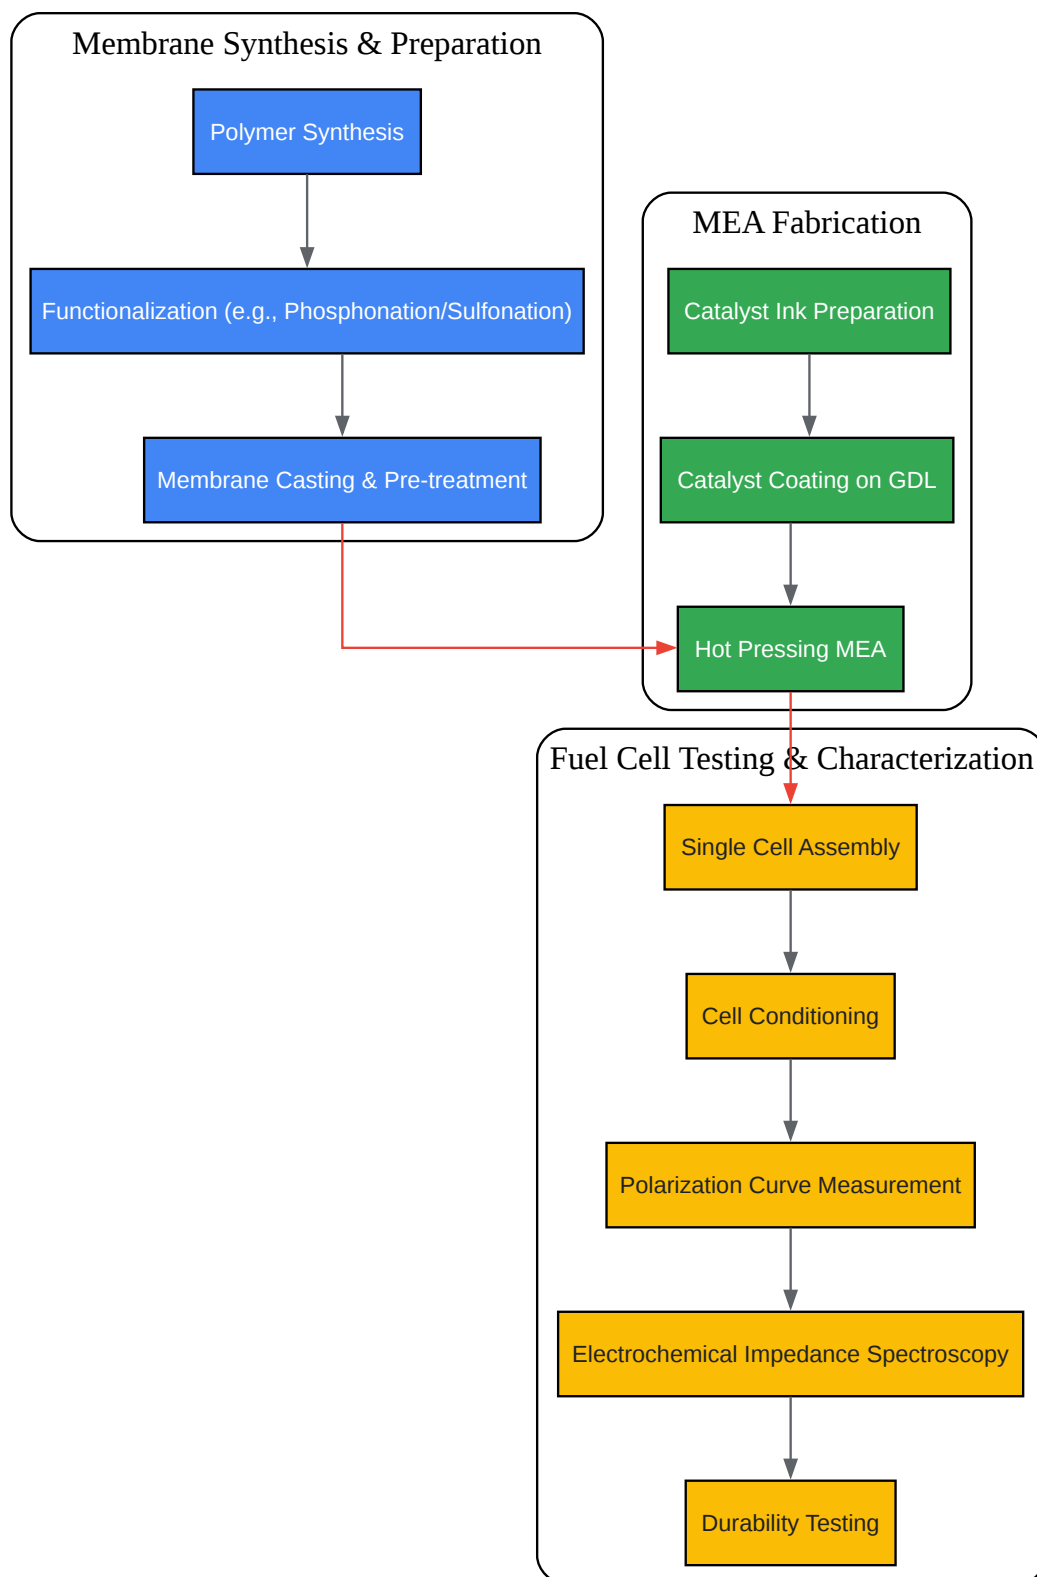 Membrane Synthesis & Preparation
Polymer Synthesis
Functionalization (e.g., Phosphonation/Sulfonation)
Membrane Casting & Pre-treatment
MEA Fabrication
Catalyst Ink Preparation
Catalyst Coating on GDL
Hot Pressing MEA
Fuel Cell Testing & Characterization
Single Cell Assembly
Cell Conditioning
Polarization Curve Measurement
Electrochemical Impedance Spectroscopy
Durability Testing